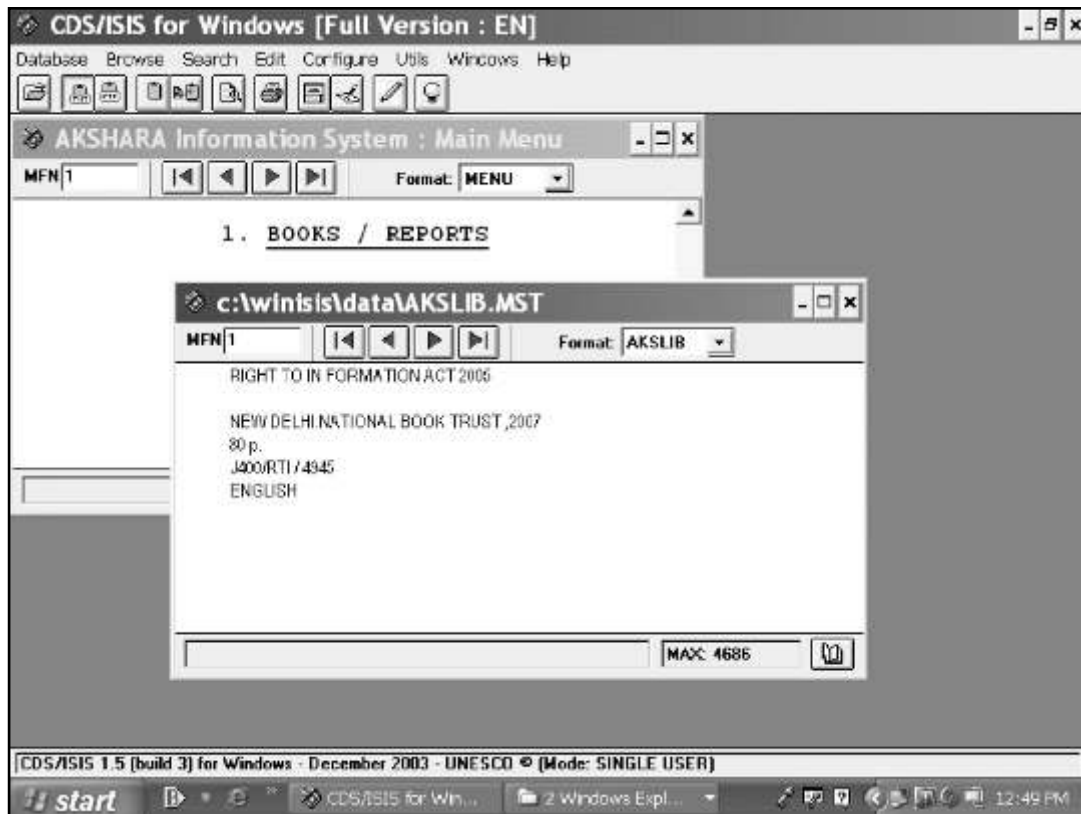 CDS/ISIS for Windows [Full Version : EN]
Database Browse Search Edit Configure Utils Windows Help
AKSHARA Information System : Main Menu
MFN 1 Format: MENU
1. BOOKS / REPORTS
c:\winisis\data\AKSLIB.MST
MFN 1 Format: AKSLIB
RIGHT TO IN FORMATION ACT 2005
NEW DELHI.NATIONAL BOOK TRUST ,2007
80 p.
J400/RTI / 4945
ENGLISH
MAX: 4686
CDS/ISIS 1.5 (build 3) for Windows - December 2003 - UNESCO © (Mode: SINGLE USER)
start CDS/ISIS for Win... 2 Windows Expl... 12:49 PM